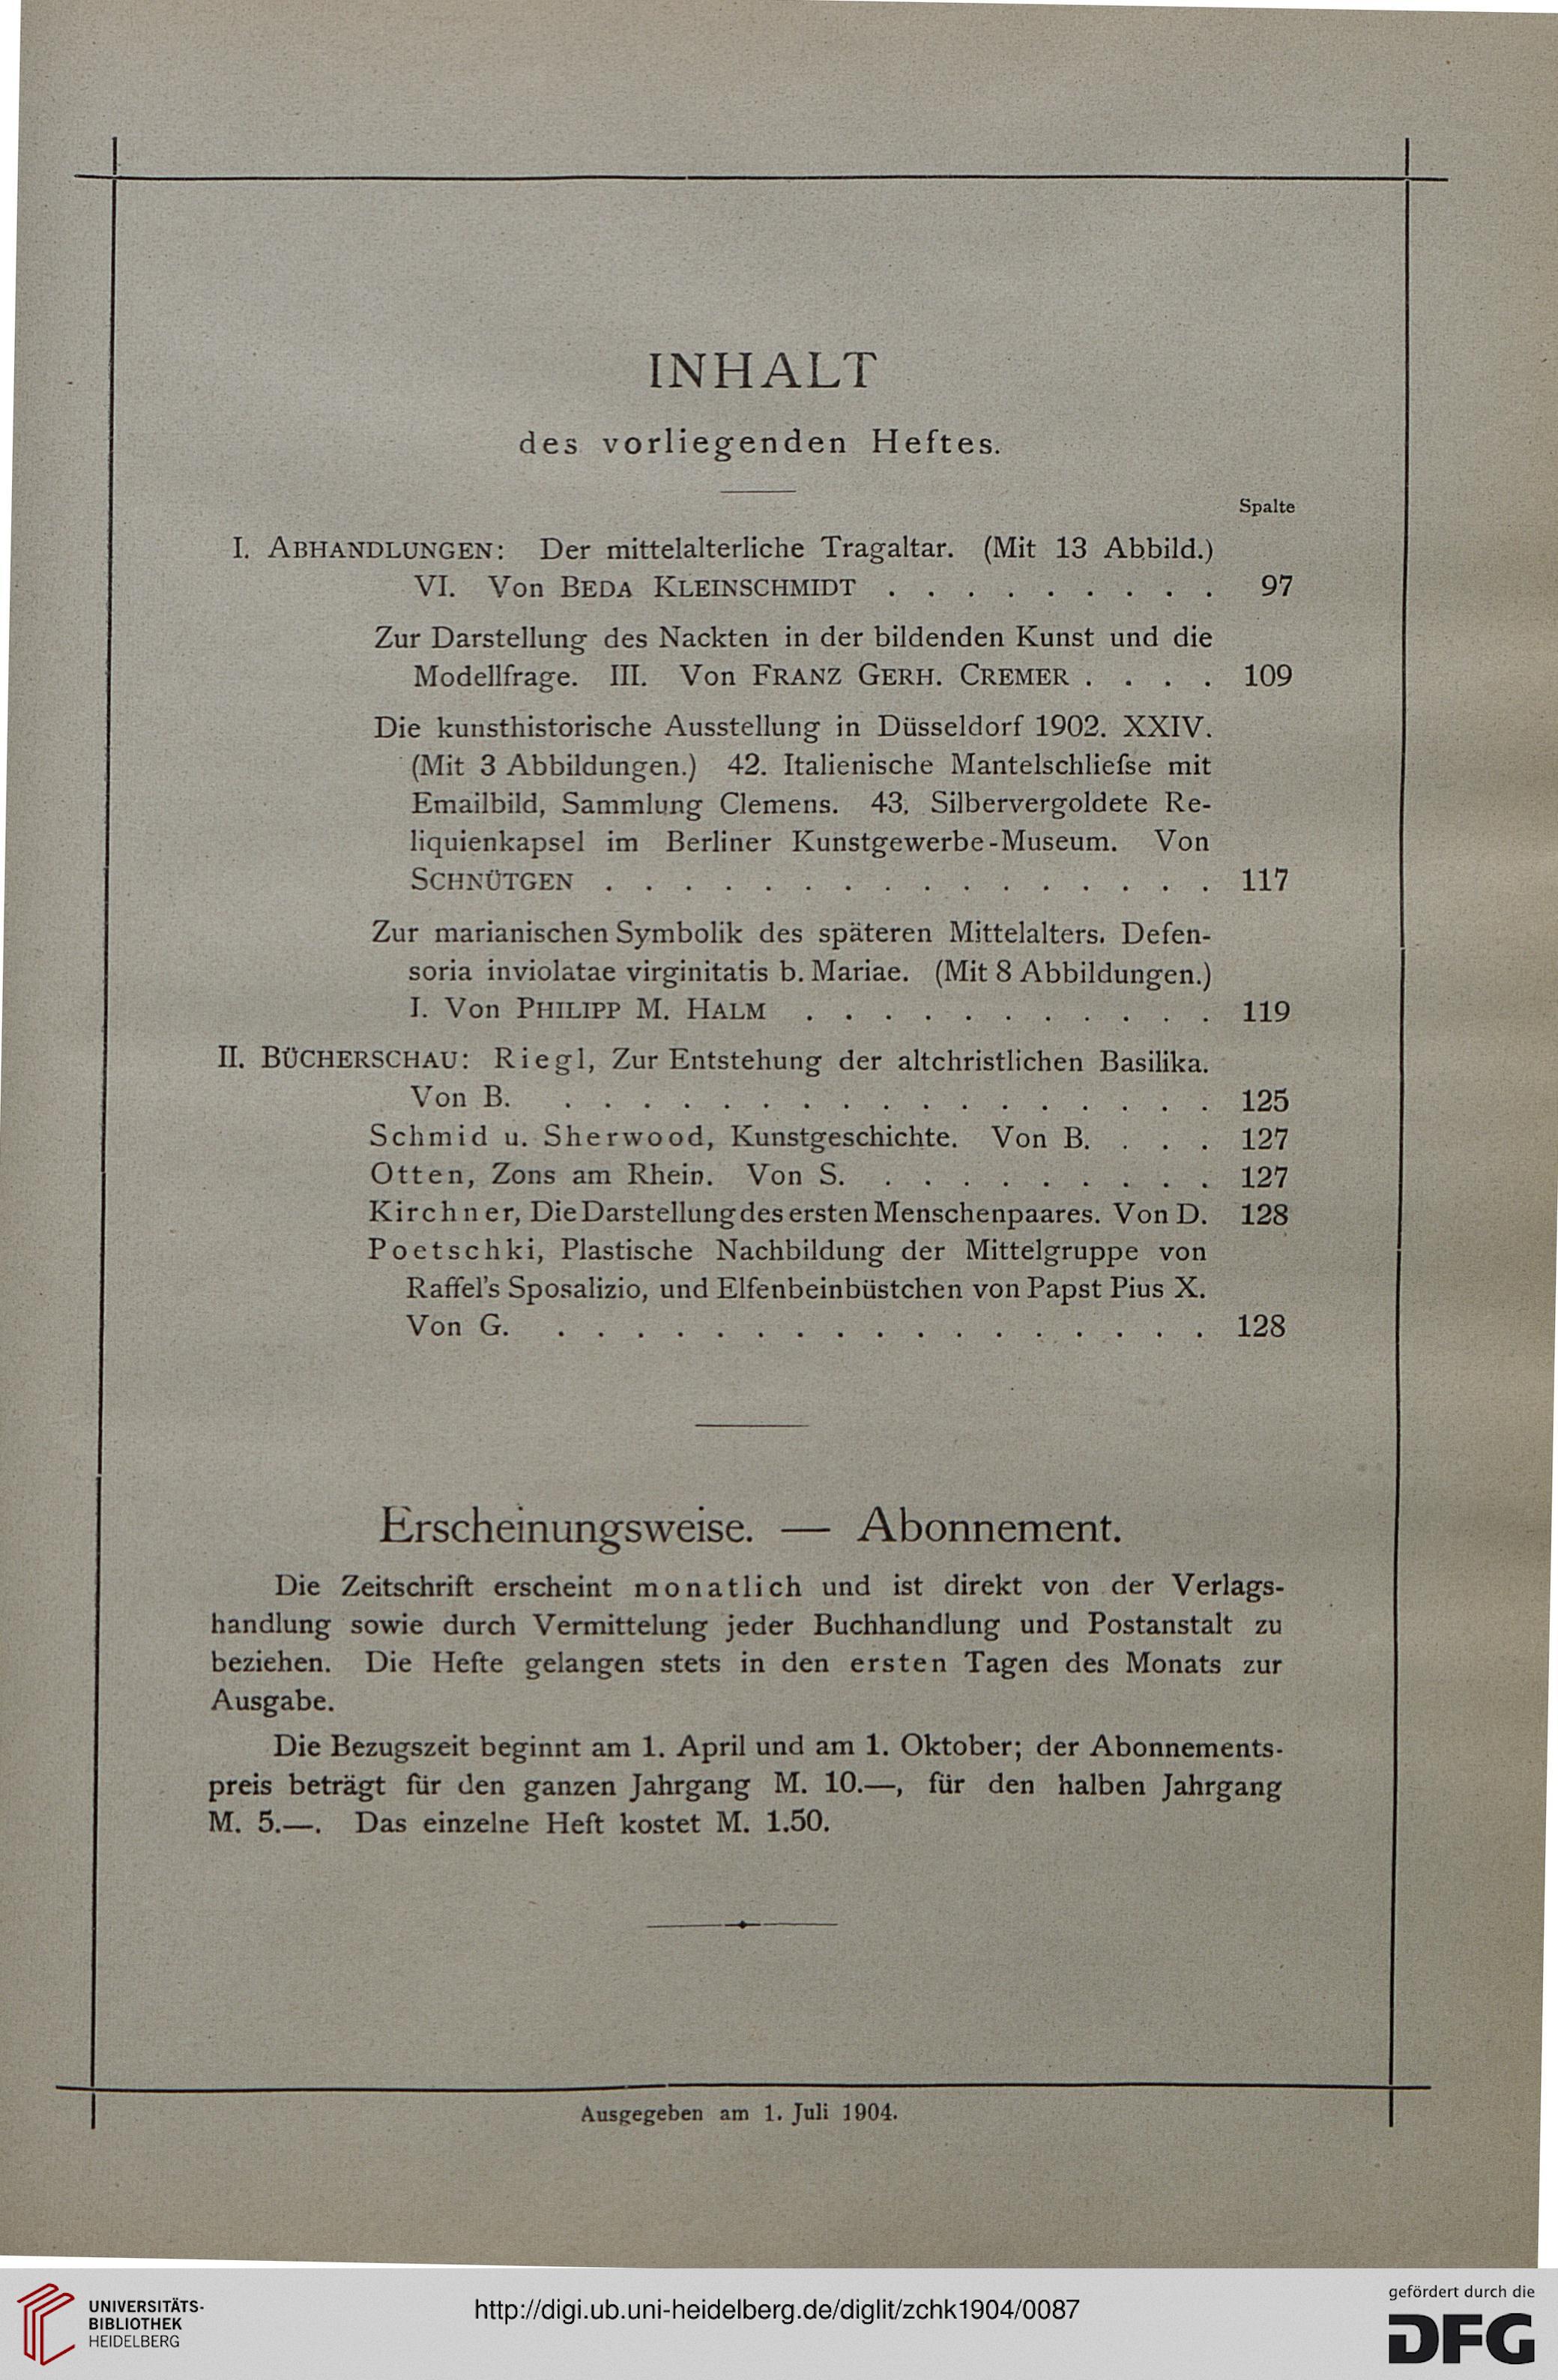 INHALT
des vorliegenden Heftes.
Spalte
I. ABHANDLUNGEN: Der mittelalterliche Tragaltar. (Mit 13 Abbild.)
VI. Von BEDA KLEINSCHMIDT . . . . . . . . . 97
Zur Darstellung des Nackten in der bildenden Kunst und die
Modellfrage. III. Von FRANZ GERH. CREMER . . . . 109
Die kunsthistorische Ausstellung in Düsseldorf 1902. XXIV.
(Mit 3 Abbildungen.) 42. Italienische Mantelschließse mit
Emailbild, Sammlung Clemens. 43. Silbervergoldete Re-
liquienkapsel im Berliner Kunstgewerbe-Museum. Von
SCHNÜTGEN . . . . . . . . . . . . . . . . 117
Zur marianischen Symbolik des späteren Mittelalters. Defen-
soria inviolatae virginitatis b. Mariae. (Mit 8 Abbildungen.)
I. Von PHILIPP M. HALM . . . . . . . . . . . 119
II. BÜCHERSCHAU: Riegl, Zur Entstehung der altchristlichen Basilika.
Von B. . . . . . . . . . . . . . . . . . 125
Schmid u. Sherwood, Kunstgeschichte. Von B. . . . 127
Otten, Zons am Rhein. Von S. . . . . . . . . . 127
Kirchner, Die Darstellung des ersten Menschenpaares. Von D. 128
Poetschki, Plastische Nachbildung der Mittelgruppe von
Raffel's Sposalizio, und Elfenbeinbüstchen von Papst Pius X.
Von G. . . . . . . . . . . . . . . . . . 128
Erscheinungsweise. — Abonnement.
Die Zeitschrift erscheint monatlich und ist direkt von der Verlags-
handlung sowie durch Vermittelung jeder Buchhandlung und Postanstalt zu
beziehen. Die Hefte gelangen stets in den ersten Tagen des Monats zur
Ausgabe.
Die Bezugszeit beginnt am 1. April und am 1. Oktober; der Abonnements-
preis beträgt für den ganzen Jahrgang M. 10.—, für den halben Jahrgang
M. 5.—. Das einzelne Heft kostet M. 1.50.
Ausgegeben am 1. Juli 1904.
UNIVERSITÄTS-
BIBLIOTHEK
HEIDELBERG
http://digi.ub.uni-heidelberg.de/diglit/zchk1904/0087
gefördert durch die
DFG